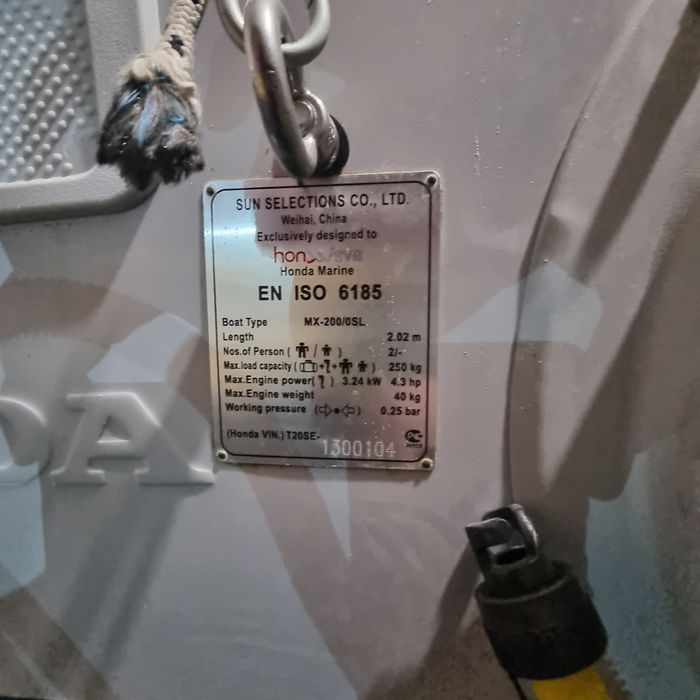 SUN SELECTIONS CO., LTD.
Weihai, China
Exclusively designed to
honwave
Honda Marine
EN ISO 6185
Boat Type MX-200/0SL
Length 2.02 m
Nos.of Person ( / ) 2/-
Max.load capacity ( + + ) 250 kg
Max.Engine power( ) 3.24 kW 4.3 hp
Max.Engine weight 40 kg
Working pressure ( ) 0.25 bar
(Honda VIN.) T20SE- 1300104
DA